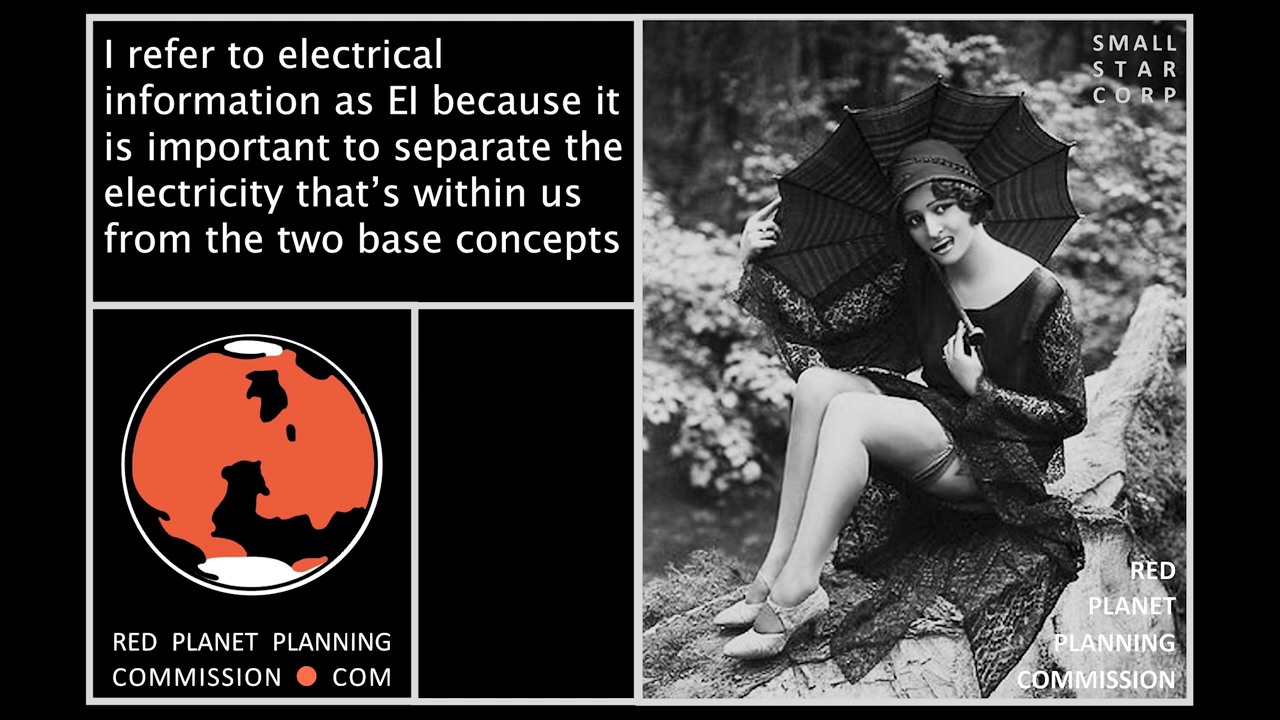 I refer to electrical
information as EI because it
is important to separate the
electricity that’s within us
from the two base concepts
RED PLANET PLANNING
COMMISSION COM
SMALL
STAR
CORP
RED
PLANET
PLANNING
COMMISSION